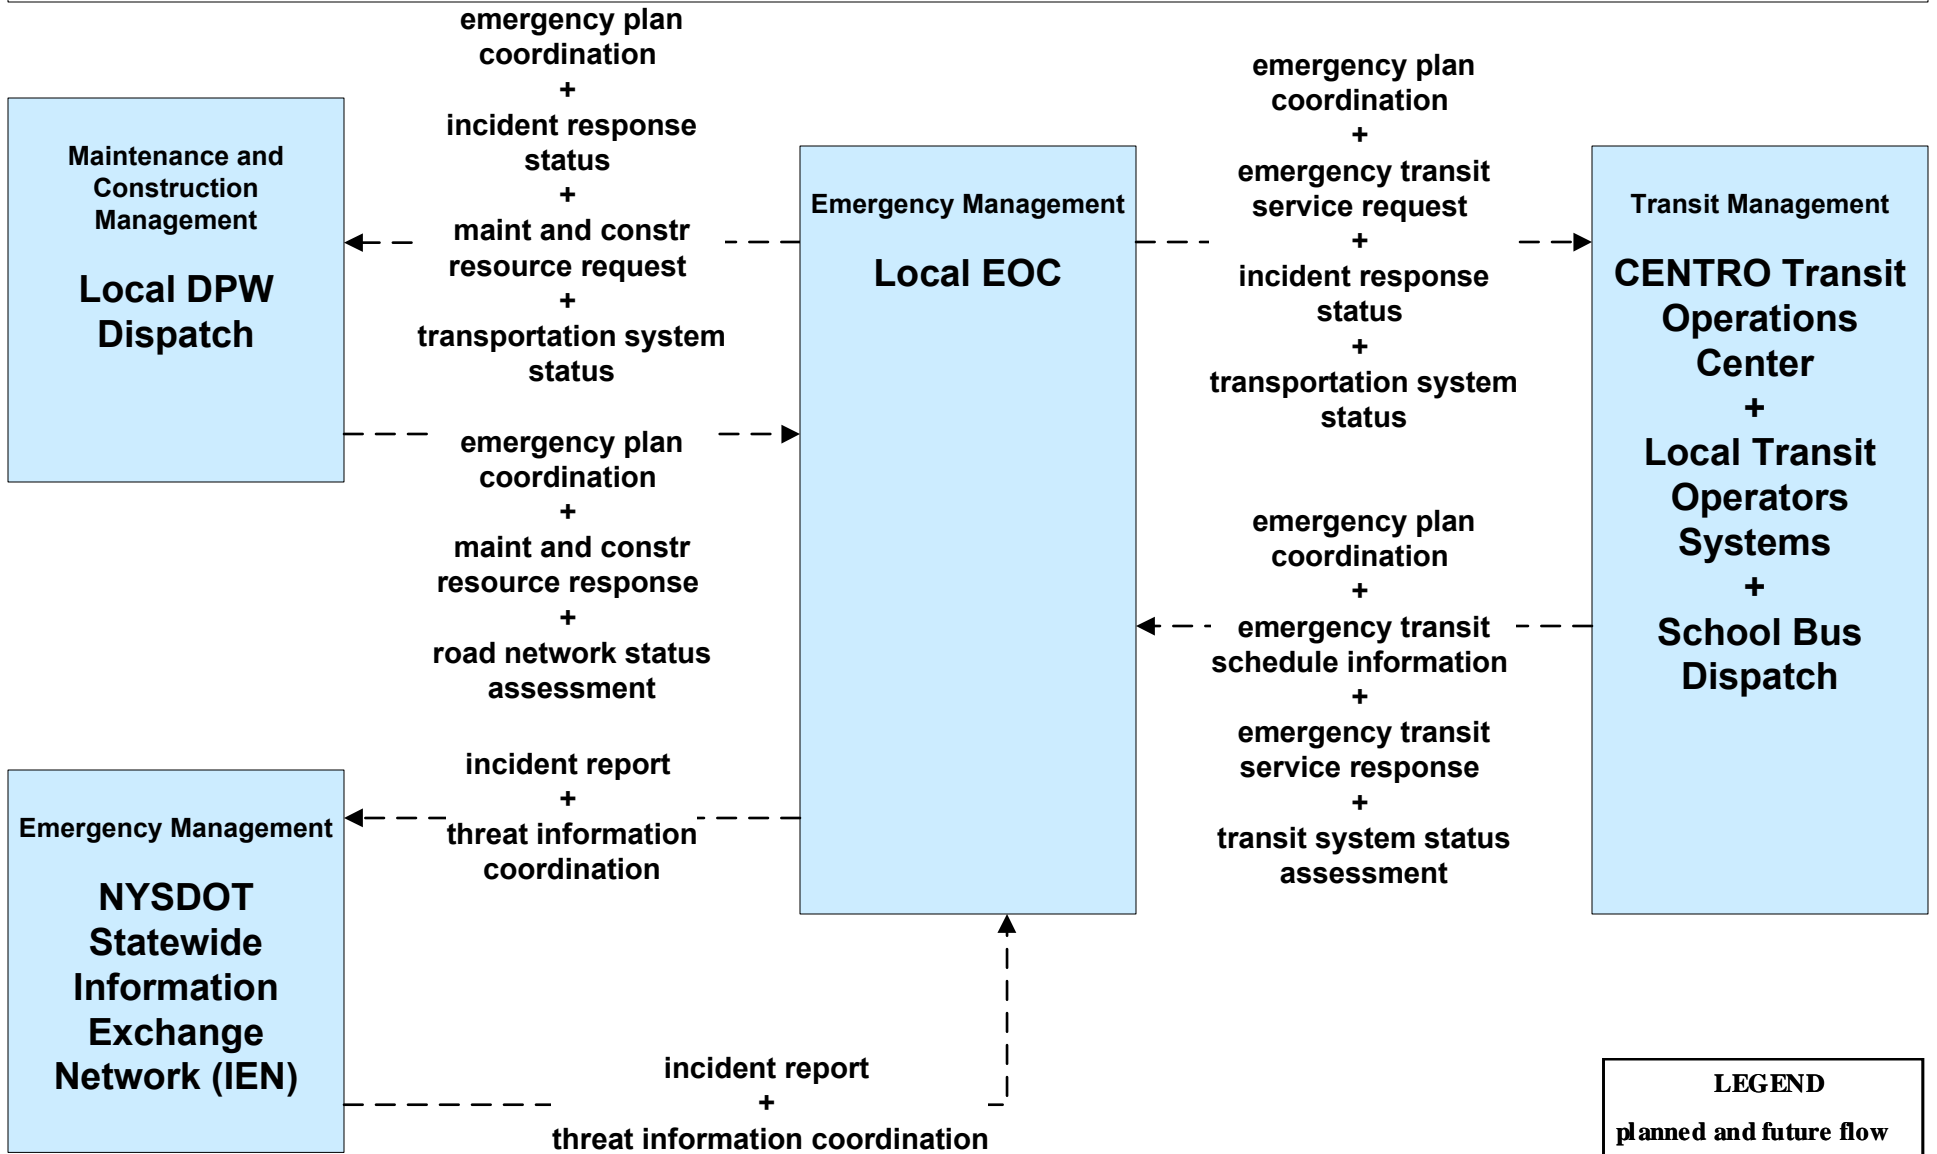 emergency plan
coordination
+
incident response
status
+
maint and constr
resource request
+
transportation system
status
Maintenance and
Construction
Management
Local DPW
Dispatch
emergency plan
coordination
+
maint and constr
resource response
+
road network status
assessment
Emergency Management
Local EOC
emergency plan
coordination
+
emergency transit
service request
+
incident response
status
+
transportation system
status
Transit Management
CENTRO Transit
Operations
Center
+
Local Transit
Operators
Systems
+
School Bus
Dispatch
emergency plan
coordination
+
emergency transit
schedule information
+
emergency transit
service response
+
transit system status
assessment
incident report
+
threat information
coordination
Emergency Management
NYSDOT
Statewide
Information
Exchange
Network (IEN)
incident report
+
threat information coordination
LEGEND
planned and future flow